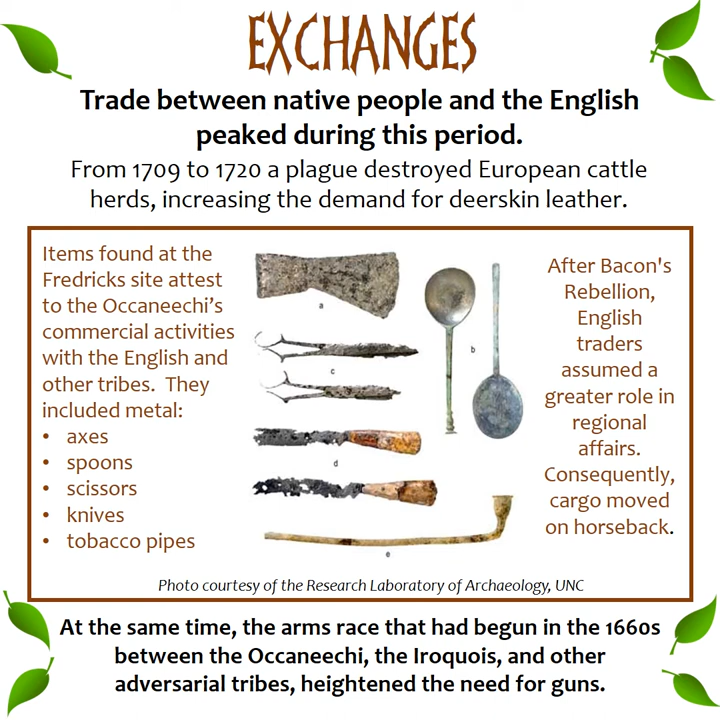 EXCHANGES
Trade between native people and the English
peaked during this period.
From 1709 to 1720 a plague destroyed European cattle
herds, increasing the demand for deerskin leather.
Items found at the
Fredricks site attest
to the Occaneechi’s
commercial activities
with the English and
other tribes.  They
included metal:
• axes
• spoons
• scissors
• knives
• tobacco pipes
a
b
c
d
e
After Bacon's
Rebellion,
English
traders
assumed a
greater role in
regional
affairs.
Consequently,
cargo moved
on horseback.
Photo courtesy of the Research Laboratory of Archaeology, UNC
At the same time, the arms race that had begun in the 1660s
between the Occaneechi, the Iroquois, and other
adversarial tribes, heightened the need for guns.